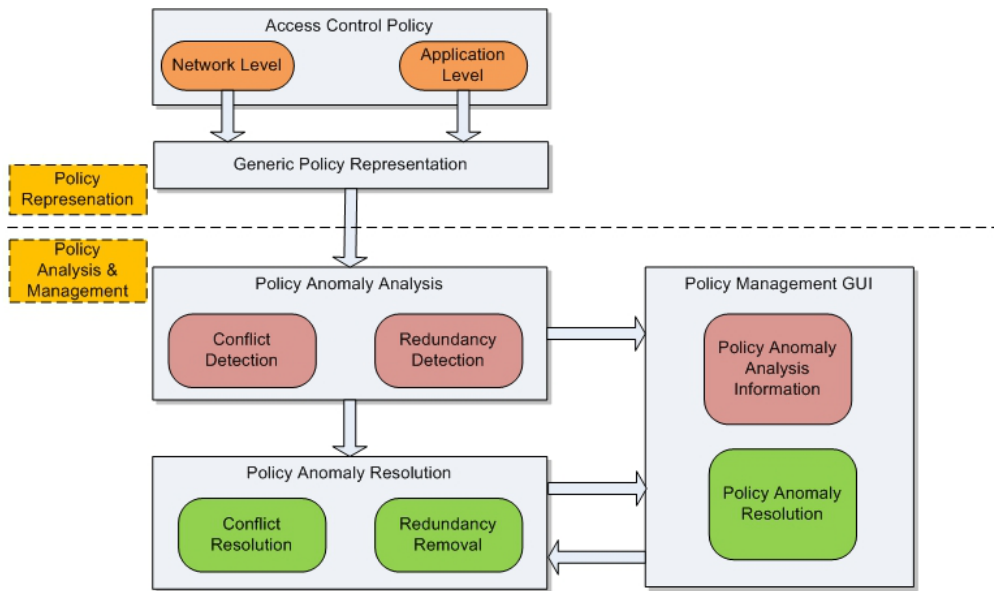 Access Control Policy
Network Level
Application
Level
Generic Policy Representation
Policy
Represenation
Policy
Analysis &
Management
Policy Anomaly Analysis
Conflict
Detection
Redundancy
Detection
Policy Management GUI
Policy Anomaly
Analysis
Information
Policy Anomaly Resolution
Conflict
Resolution
Redundancy
Removal
Policy Anomaly
Resolution